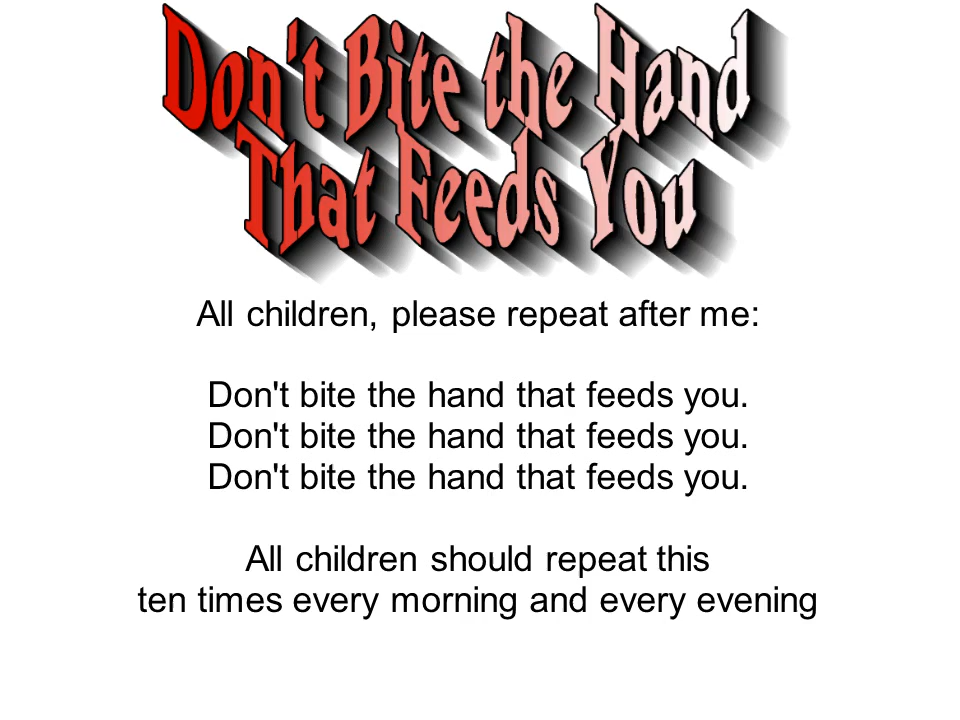 Don't Bite the Hand
That Feeds You
All children, please repeat after me:
Don't bite the hand that feeds you.
Don't bite the hand that feeds you.
Don't bite the hand that feeds you.
All children should repeat this
ten times every morning and every evening